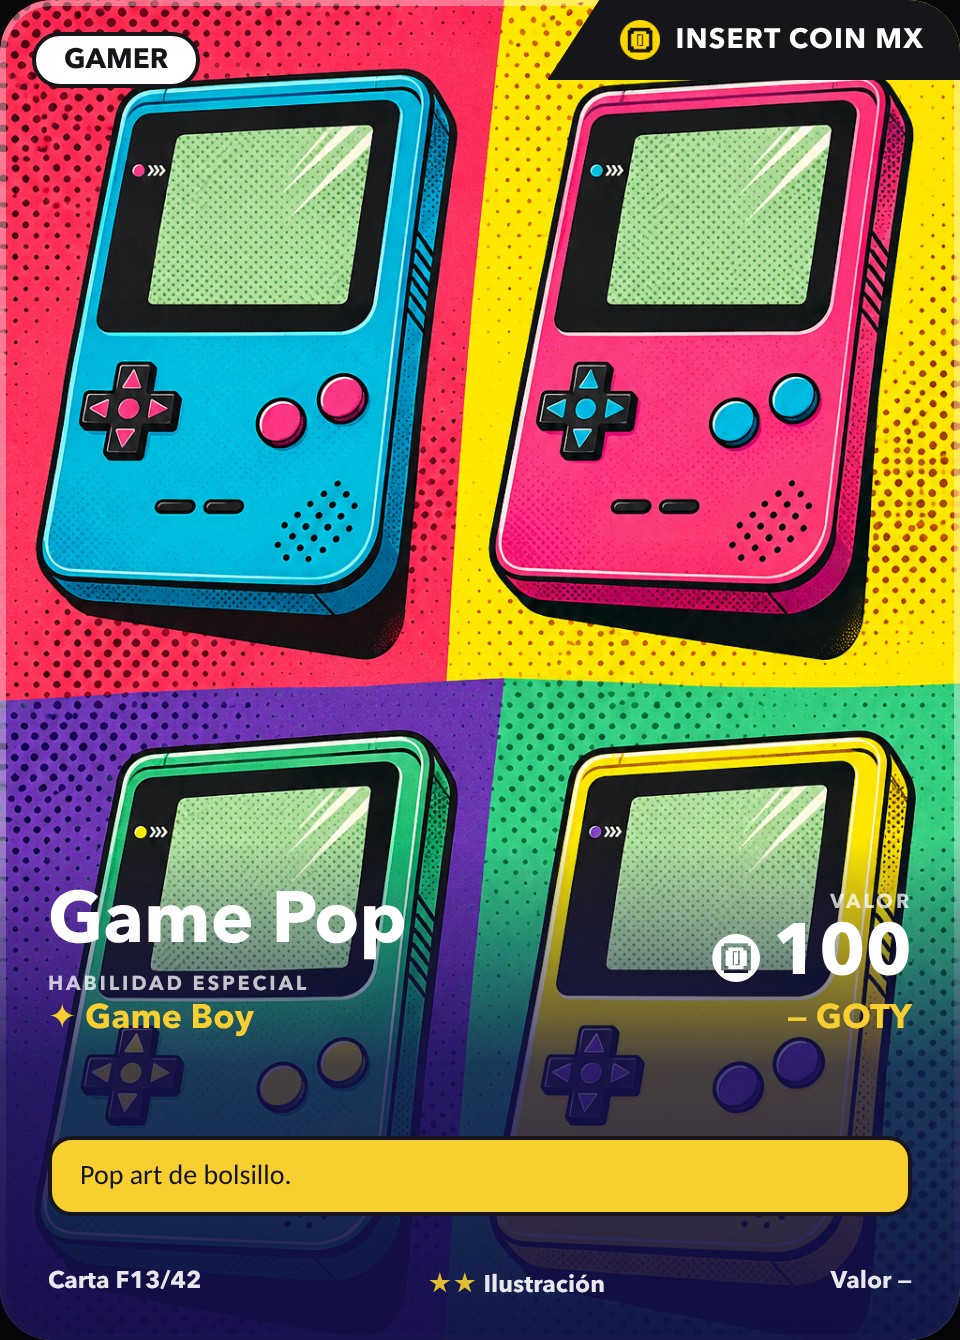 GAMER
INSERT COIN MX
Game Pop
VALOR
100
HABILIDAD ESPECIAL
✦ Game Boy
– GOTY
Pop art de bolsillo.
Carta F13/42
★★ Ilustración
Valor –